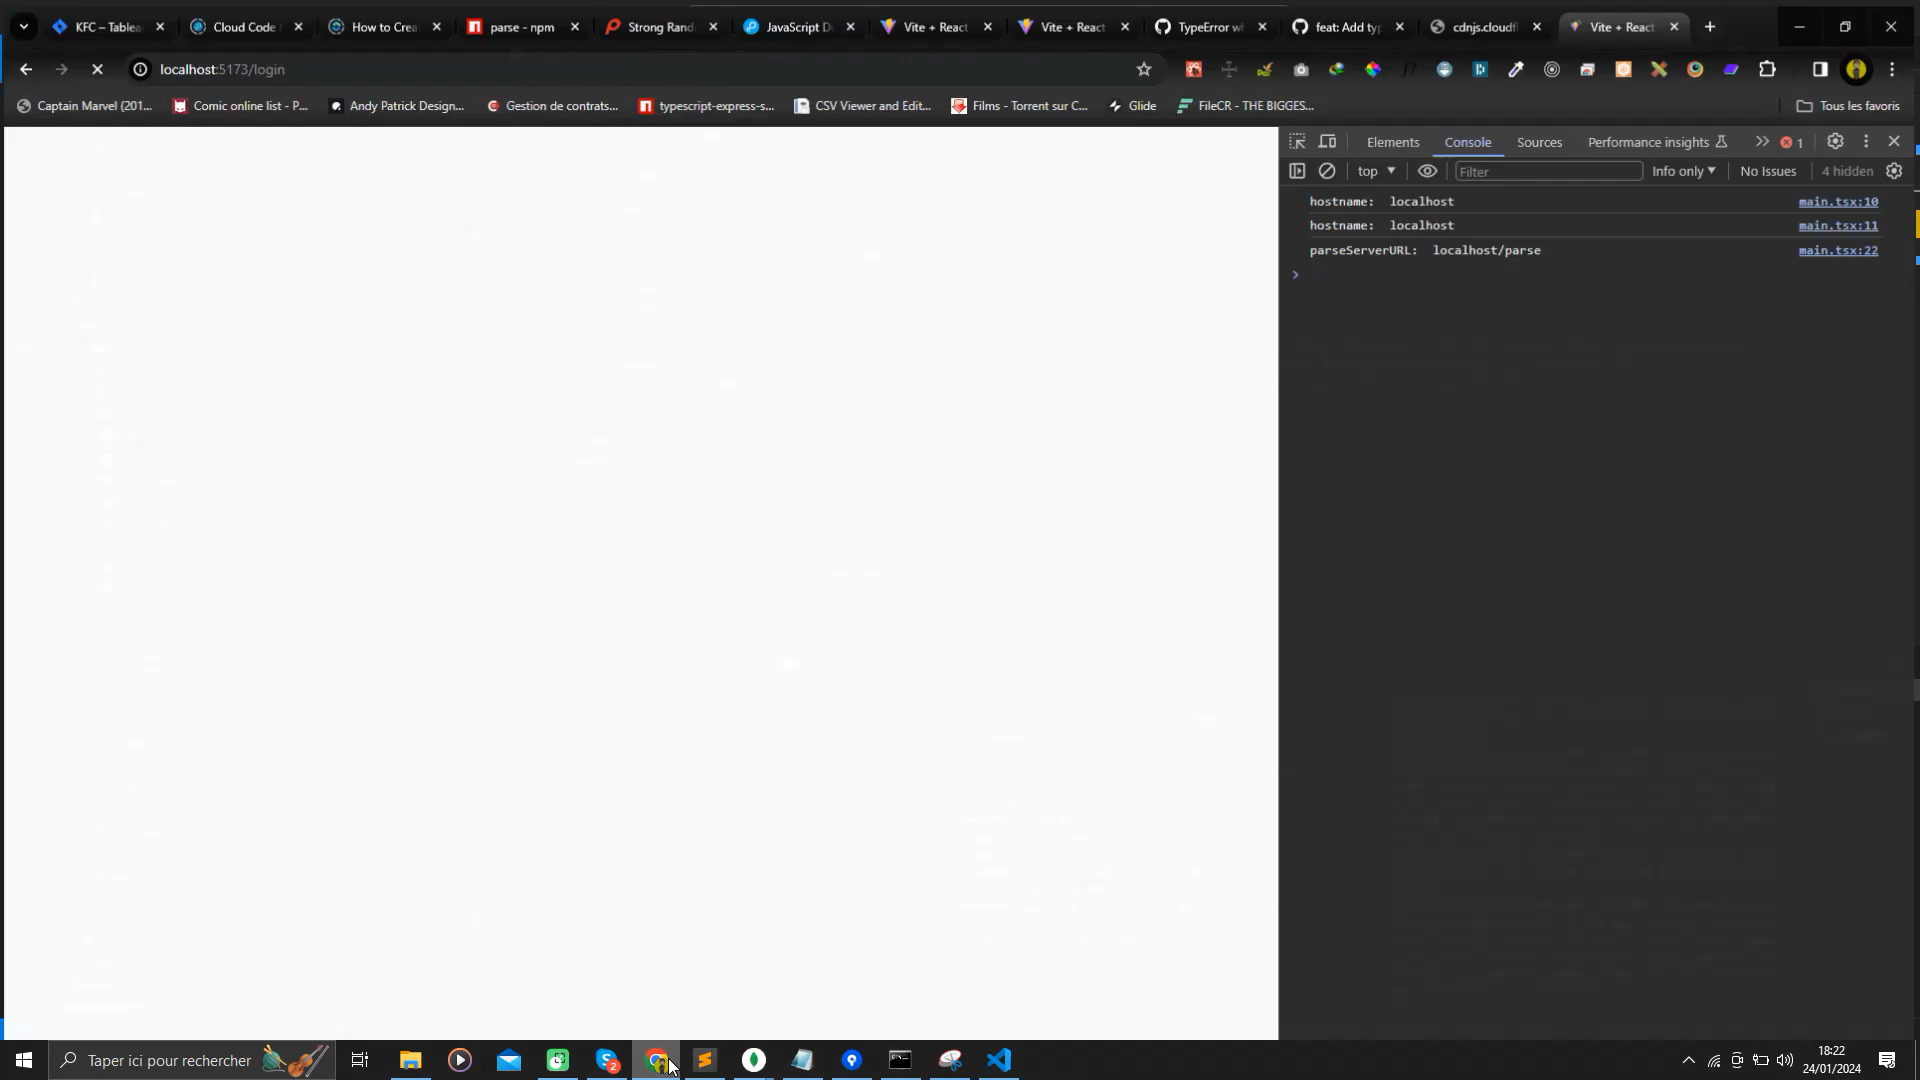 KFC – Tablea
Cloud Code
How to Crea
parse - npm
Strong Rand
JavaScript D
Vite + React
Vite + React
TypeError w
feat: Add typ
cdnjs.cloudfl
Vite + React
localhost:5173/login
Captain Marvel (201...
Comic online list - P...
Andy Patrick Design...
Gestion de contrats...
typescript-express-s...
CSV Viewer and Edit...
Films - Torrent sur C...
Glide
FileCR - THE BIGGES...
Tous les favoris
Elements
Console
Sources
Performance insights
1
top
Filter
Info only
No Issues
4 hidden
hostname: localhost main.tsx:10
hostname: localhost main.tsx:11
parseServerURL: localhost/parse main.tsx:22
Taper ici pour rechercher
2
18:22
24/01/2024